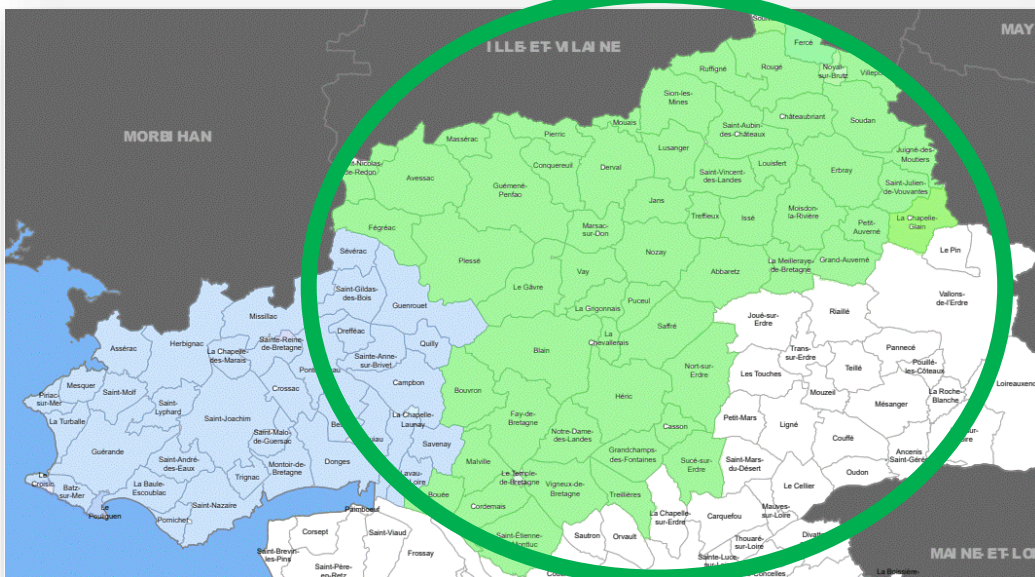 ILLE-ET-VILAINE
MAY
MORBIHAN
Fercé
Ruffigné
Rougé
Noyal-
sur-Brutz
Villepot
Sion-les-
Mines
Mouais
Châteaubriant
Soudan
Saint-Aubin
des-Châteaux
Massérac
Pierric
Lusanger
Juigné-des-
Moutiers
Conquereuil
Derval
Louisfert
Erbray
Avessac
Saint-Vincent
des-Landes
Saint-Julien
de-Vouvantes
Guémené-
Penfao
Jans
Treffieux
Issé
Moisdon-
la-Rivière
Petit-
Auverné
La Chapelle-
Glain
Fégréac
Marsac-
sur-Don
Nozay
Sévérac
Plessé
Vay
Abbaretz
La Meilleraye-
de-Bretagne
Grand-Auverné
Le Pin
Saint-Gildas-
des-Bois
Le Gâvre
Guenrouet
La Grigonnais
Puceul
Vallons-
de-l'Erdre
Missillac
Joué-sur-
Erdre
Riaillé
Drefféac
Saffré
La
Chevallerais
Assérac
Herbignac
La Chapelle-
des-Marais
Sainte-Reine-
de-Bretagne
Quilly
Blain
Trans-
sur-Erdre
Pannecé
Sainte-Anne-
sur-Brivet
Nort-sur-
Erdre
Teillé
Pouillé-
les-Côteaux
Les Touches
Loireauxence
Mesquer
Piriac-
sur-Mer
Saint-Molf
Crossac
Campbon
Bouvron
Héric
Mouzeil
Mésanger
La Roche-
Blanche
Saint-
Lyphard
La Turballe
Saint-Joachim
La Chapelle-
Launay
Fay-de-
Bretagne
Petit-Mars
Ligné
Saint-Malo-
de-Guersac
Notre-Dame-
des-Landes
Casson
Couffé
Guérande
Savenay
Grandchamps-
des-Fontaines
Ancenis
Saint-Géréon
Saint-André-
des-Eaux
Montoir-de-
Bretagne
Donges
Malville
Sucé-sur-
Erdre
Saint-Mars-
du-Désert
Oudon
Trignac
Le Temple-
de-Bretagne
Batz-
sur-Mer
La Baule-
Escoublac
Vigneux-de-
Bretagne
Le Cellier
Bouée
Treillières
Saint-Nazaire
Cordemais
Le
Pouliguen
Pornichet
Paimboeuf
La Chapelle-
sur-Erdre
Carquefou
Mauves-
sur-Loire
Corsept
Saint-Viaud
Sautron
Orvault
Thouaré-
sur-Loire
Saint-Brevin-
les-Pins
Frossay
Saint-Père-
en-Retz
MAINE-ET-LO
La Boissière-